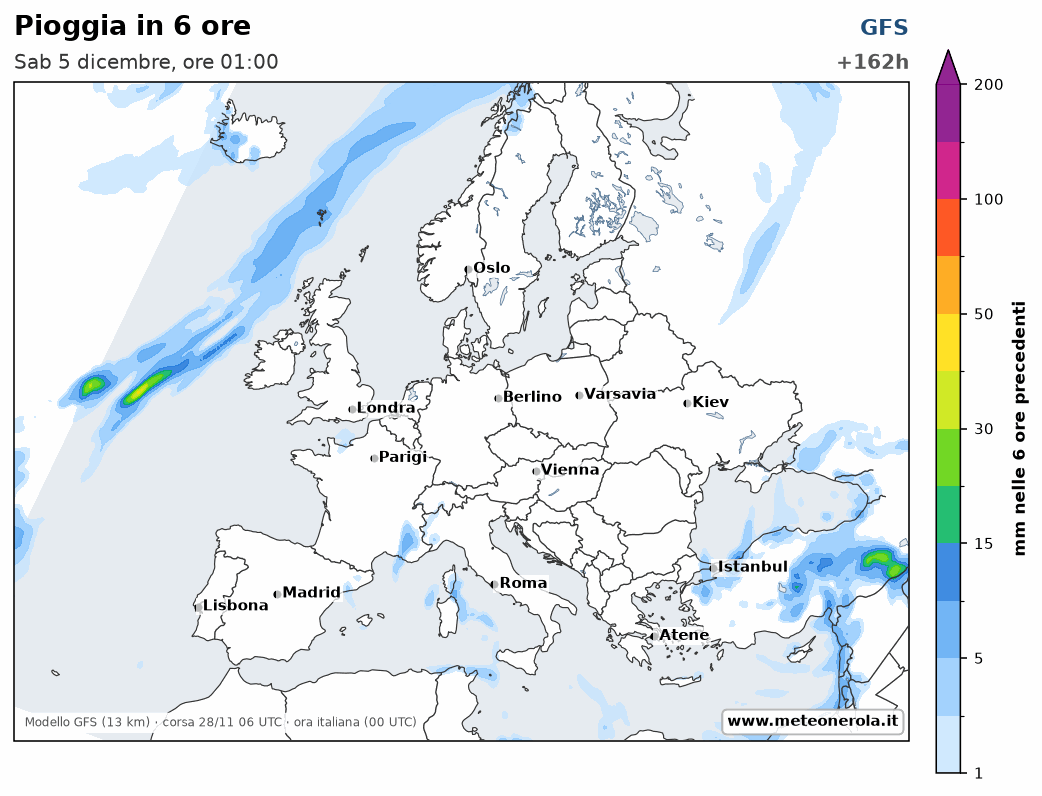 Pioggia in 6 ore
GFS
Sab 5 dicembre, ore 01:00
+162h
200
100
50
30
15
5
1
mm nelle 6 ore precedenti
Oslo
Berlino
Varsavia
Kiev
Londra
Parigi
Vienna
Istanbul
Roma
Madrid
Lisbona
Atene
Modello GFS (13 km) · corsa 28/11 06 UTC · ora italiana (00 UTC)
www.meteonerola.it